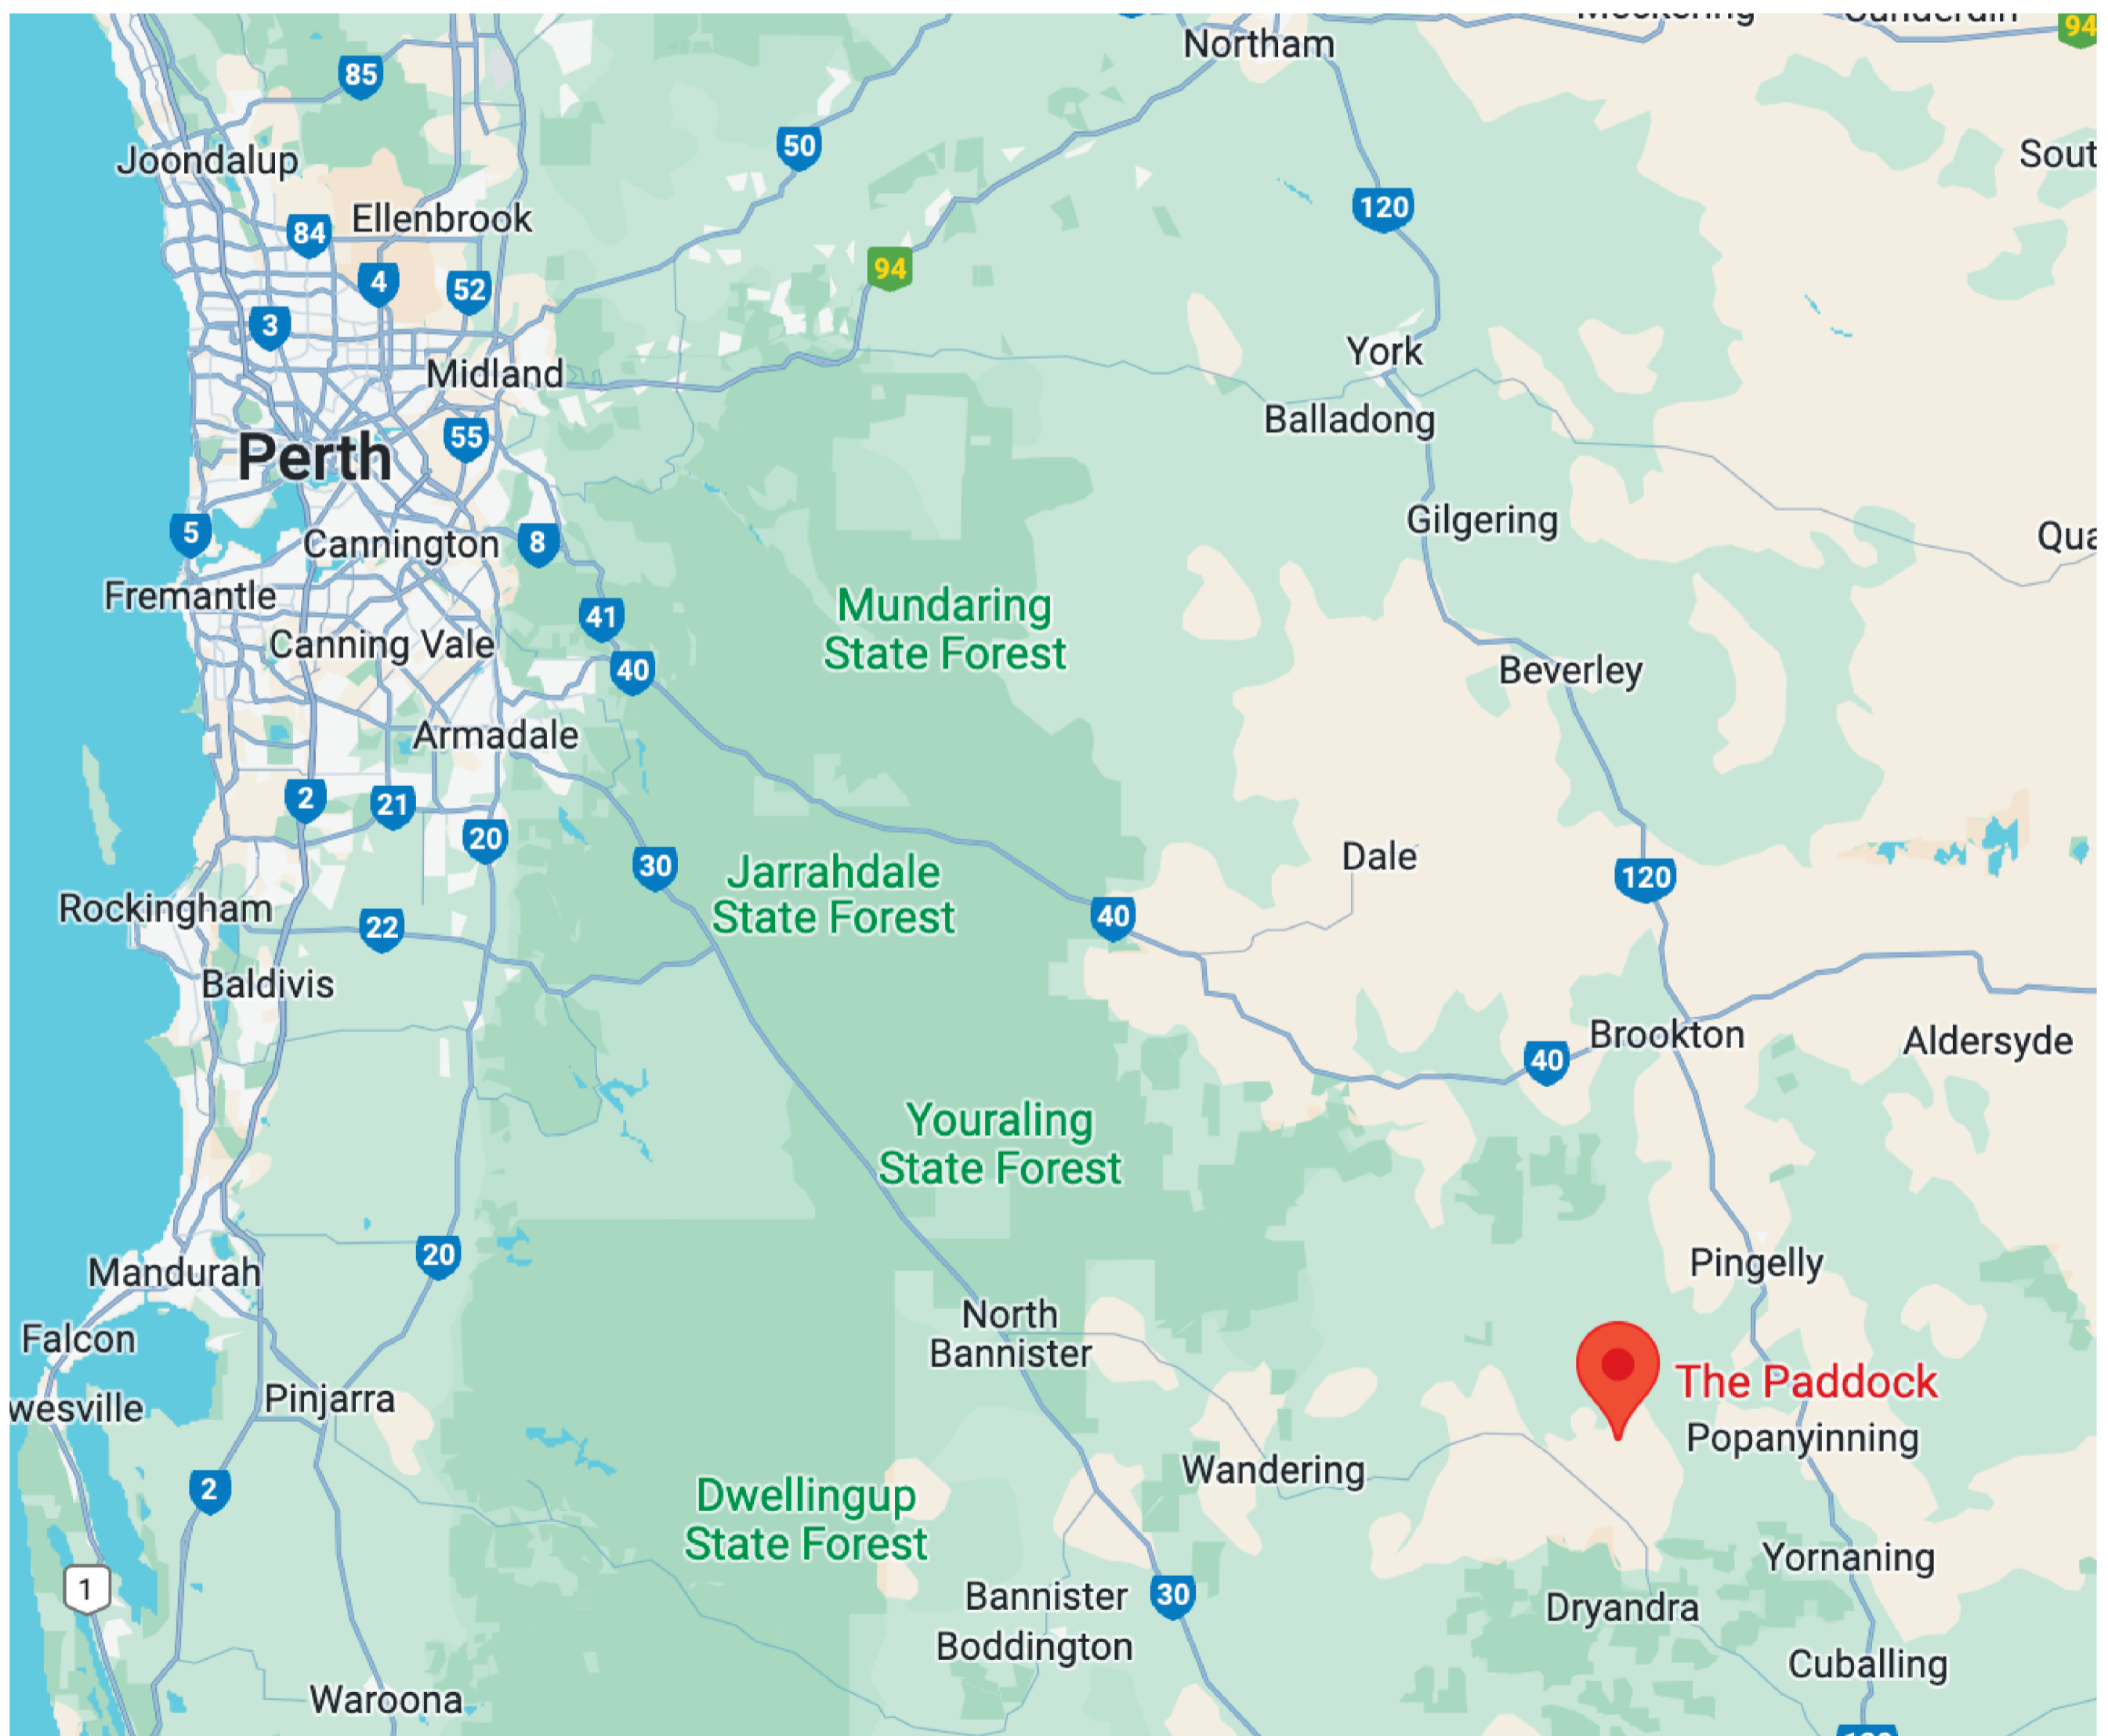 Northam
94
85
50
Joondalup
Sout
120
Ellenbrook
84
94
4
52
3
York
Midland
Balladong
55
Perth
Gilgering
5
Cannington
8
Qua
Fremantle
Mundaring
State Forest
41
Canning Vale
40
Beverley
Armadale
2
21
20
Dale
30
Jarrahdale
State Forest
120
Rockingham
40
22
Baldivis
Brookton
Aldersyde
40
Youraling
State Forest
20
Pingelly
Mandurah
North
Bannister
Falcon
The Paddock
Pinjarra
wesville
Popanyinning
Wandering
2
Dwellingup
State Forest
Yornaning
1
Bannister
30
Dryandra
Boddington
Cuballing
Waroona